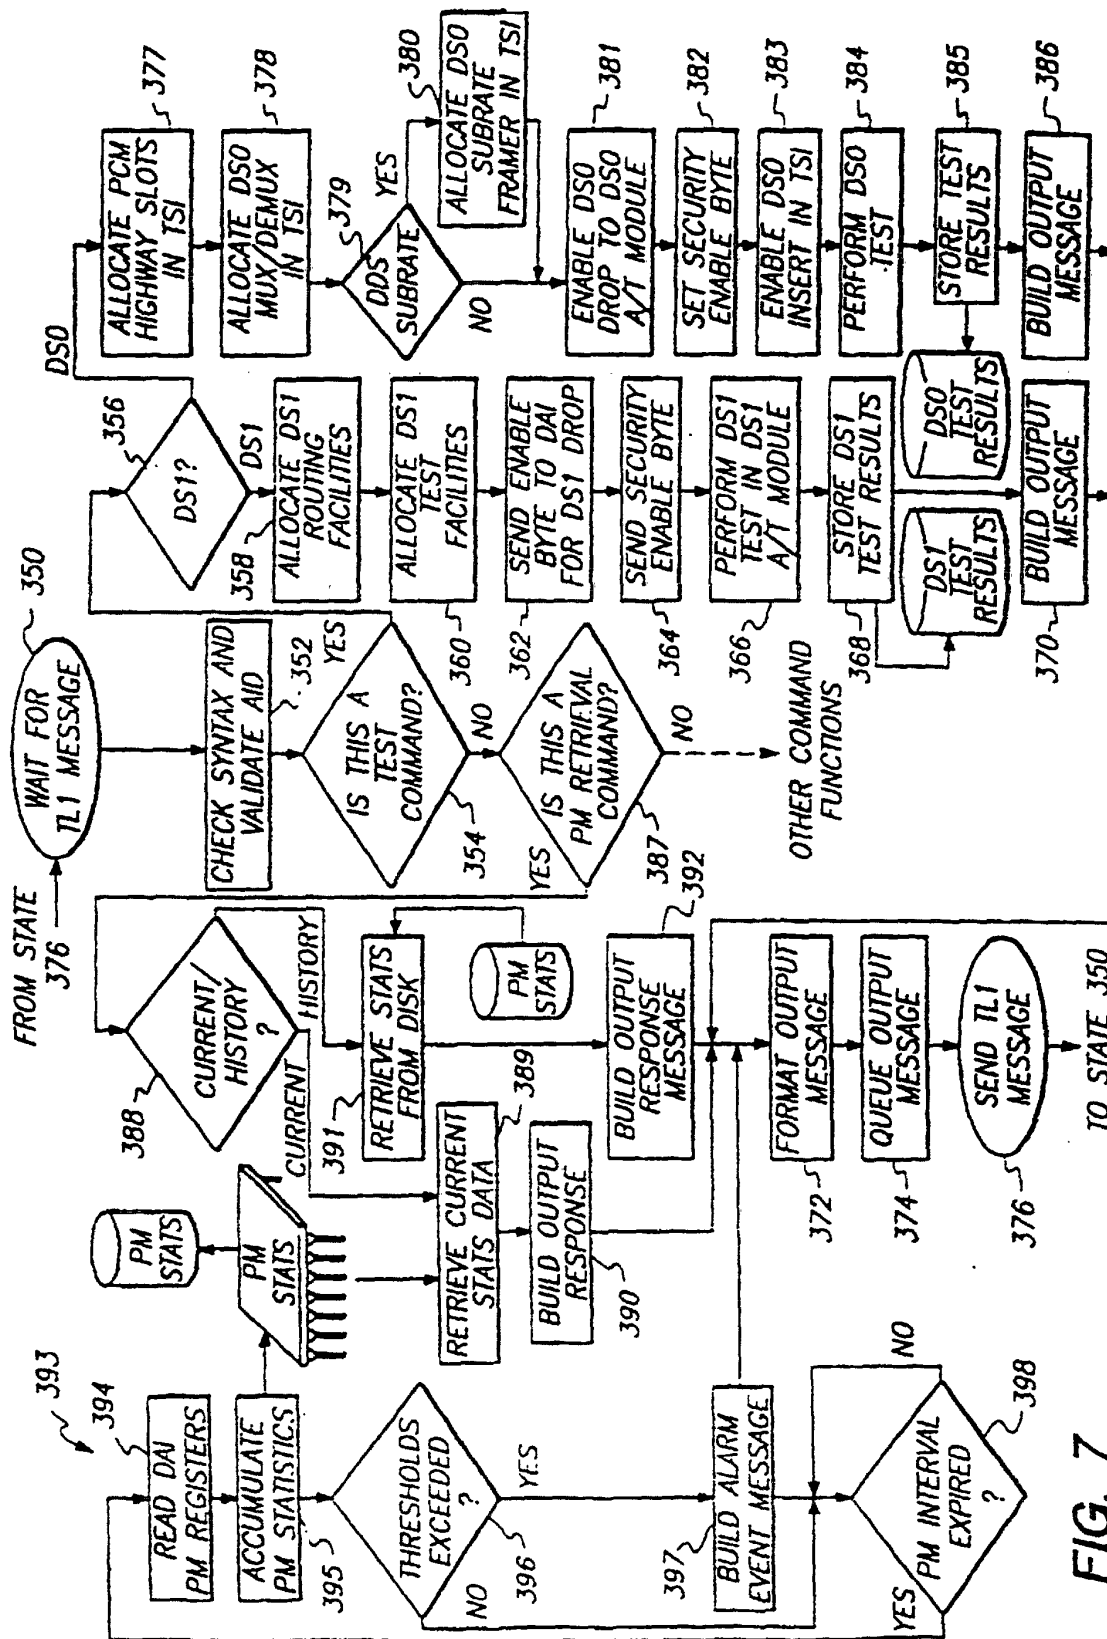 FROM STATE
376
WAIT FOR
TL1 MESSAGE
350
CHECK SYNTAX AND
VALIDATE AID
352
IS THIS A
TEST
COMMAND?
354
YES
NO
IS THIS A
PM RETRIEVAL
COMMAND?
387
YES
NO
OTHER COMMAND
FUNCTIONS
DS1?
356
DS0
DS1
358
ALLOCATE DS1
ROUTING
FACILITIES
ALLOCATE DS1
TEST
FACILITIES
360
SEND ENABLE
BYTE TO DAI
FOR DS1 DROP
362
SEND SECURITY
ENABLE BYTE
364
PERFORM DS1
TEST IN DS1
A/T MODULE
366
STORE DS1
TEST RESULTS
368
DS1
TEST
RESULTS
BUILD OUTPUT
MESSAGE
370
ALLOCATE PCM
HIGHWAY SLOTS
IN TSI
377
ALLOCATE DSO
MUX/DEMUX
IN TSI
378
DDS
SUBRATE
379
YES
NO
ALLOCATE DSO
SUBRATE
FRAMER IN TSI
380
ENABLE DSO
DROP TO DSO
A/T MODULE
381
SET SECURITY
ENABLE BYTE
382
ENABLE DSO
INSERT IN TSI
383
PERFORM DSO
TEST
384
STORE TEST
RESULTS
385
DSO
TEST
RESULTS
BUILD OUTPUT
MESSAGE
386
CURRENT/
HISTORY
?
388
HISTORY
CURRENT
RETRIEVE STATS
FROM DISK
391
PM
STATS
BUILD OUTPUT
RESPONSE
MESSAGE
392
RETRIEVE CURRENT
STATS DATA
389
BUILD OUTPUT
RESPONSE
390
FORMAT OUTPUT
MESSAGE
372
QUEUE OUTPUT
MESSAGE
374
SEND TL1
MESSAGE
376
TO STATE 350
393
394
READ DAI
PM REGISTERS
ACCUMULATE
PM STATISTICS
395
PM
STATS
PM
STATS
THRESHOLDS
EXCEEDED
?
396
YES
NO
BUILD ALARM
EVENT MESSAGE
397
PM INTERVAL
EXPIRED
?
398
NO
YES
FIG. 7